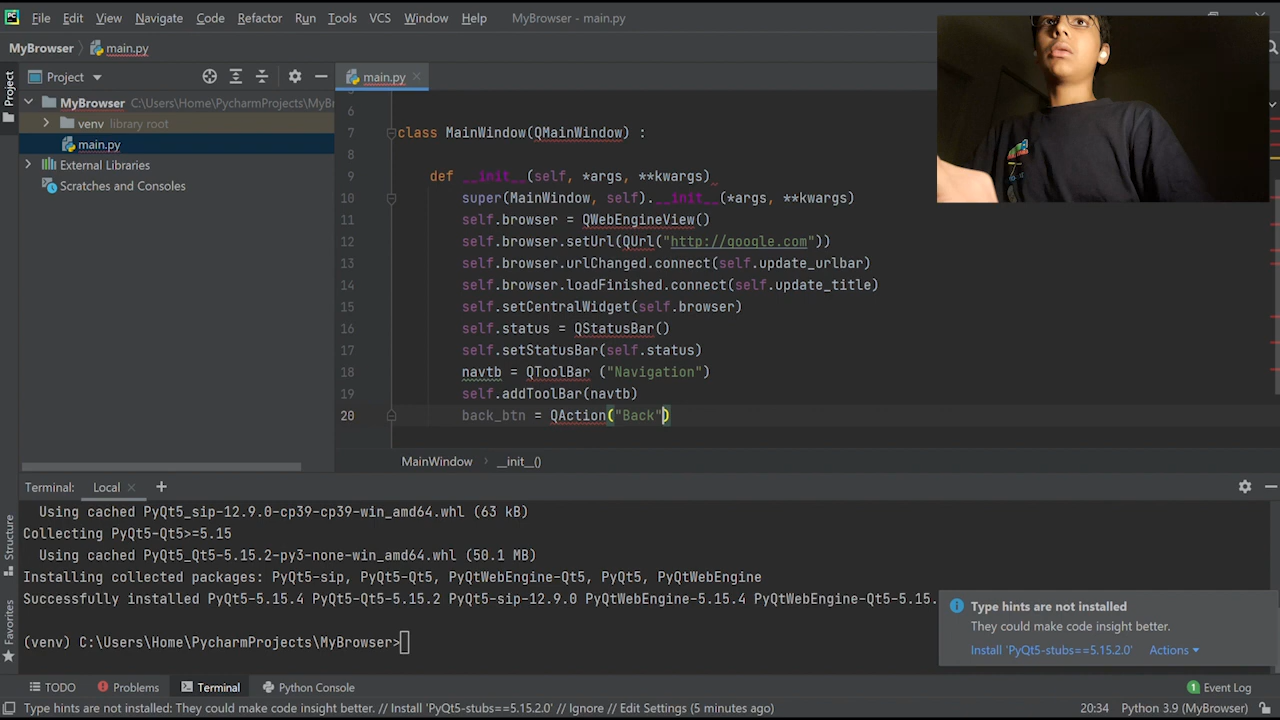 File Edit View Navigate Code Refactor Run Tools VCS Window Help MyBrowser - main.py
MyBrowser main.py
Project main.py
MyBrowser C:\Users\Home\PycharmProjects\MyBr
venv library root
main.py
External Libraries
Scratches and Consoles
Project
Structure
Favorites
6
7 class MainWindow(QMainWindow) :
8
9 def __init__(self, *args, **kwargs)
10 super(MainWindow, self).__init__(*args, **kwargs)
11 self.browser = QWebEngineView()
12 self.browser.setUrl(QUrl("http://google.com"))
13 self.browser.urlChanged.connect(self.update_urlbar)
14 self.browser.loadFinished.connect(self.update_title)
15 self.setCentralWidget(self.browser)
16 self.status = QStatusBar()
17 self.setStatusBar(self.status)
18 navtb = QToolBar ("Navigation")
19 self.addToolBar(navtb)
20 back_btn = QAction("Back")
MainWindow __init__()
Terminal: Local
Using cached PyQt5_sip-12.9.0-cp39-cp39-win_amd64.whl (63 kB)
Collecting PyQt5-Qt5>=5.15
Using cached PyQt5_Qt5-5.15.2-py3-none-win_amd64.whl (50.1 MB)
Installing collected packages: PyQt5-sip, PyQt5-Qt5, PyQtWebEngine-Qt5, PyQt5, PyQtWebEngine
Successfully installed PyQt5-5.15.4 PyQt5-Qt5-5.15.2 PyQt5-sip-12.9.0 PyQtWebEngine-5.15.4 PyQtWebEngine-Qt5-5.15.
(venv) C:\Users\Home\PycharmProjects\MyBrowser>
Type hints are not installed
They could make code insight better.
Install 'PyQt5-stubs==5.15.2.0' Actions
TODO Problems Terminal Python Console 1 Event Log
Type hints are not installed: They could make code insight better. // Install 'PyQt5-stubs==5.15.2.0' // Ignore // Edit Settings (5 minutes ago) 20:34 Python 3.9 (MyBrowser)